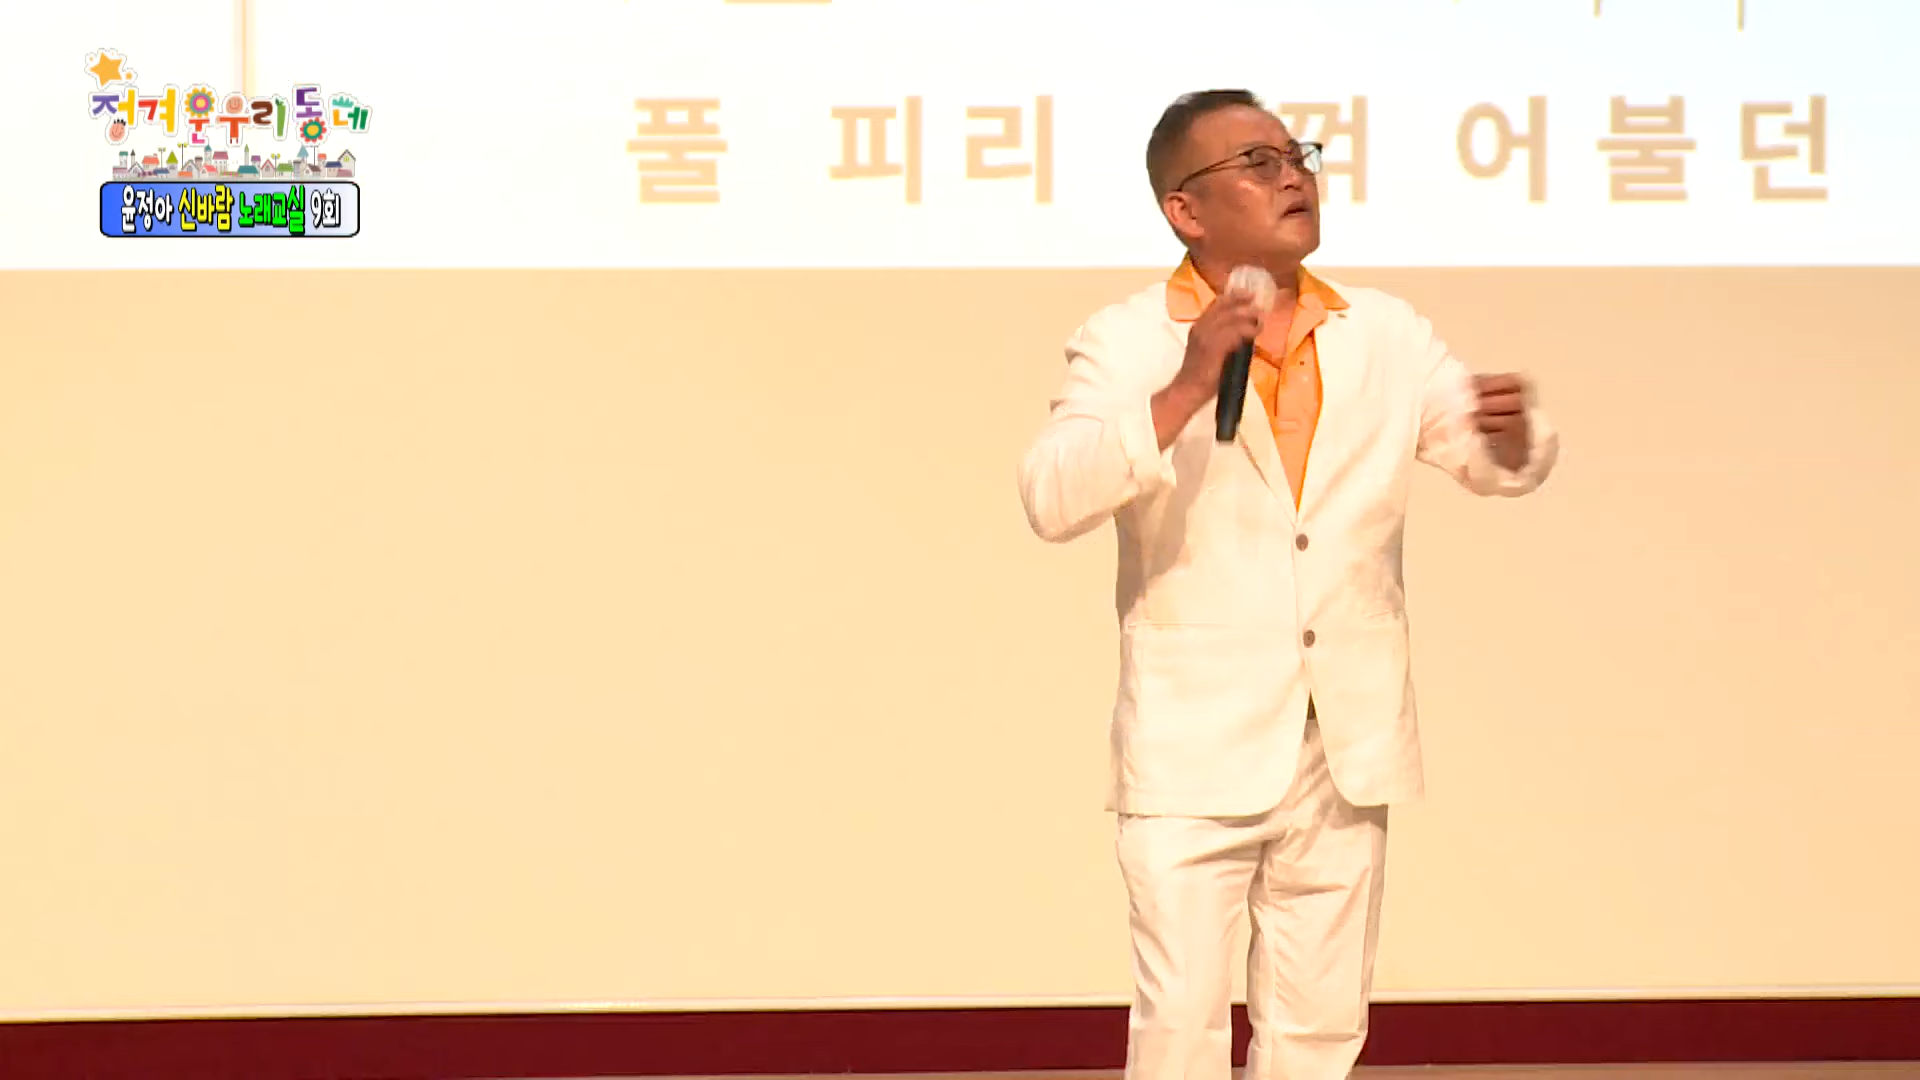 정겨운우리동네
윤정아 신바람 노래교실 9회
풀 피리 꺾 어불던